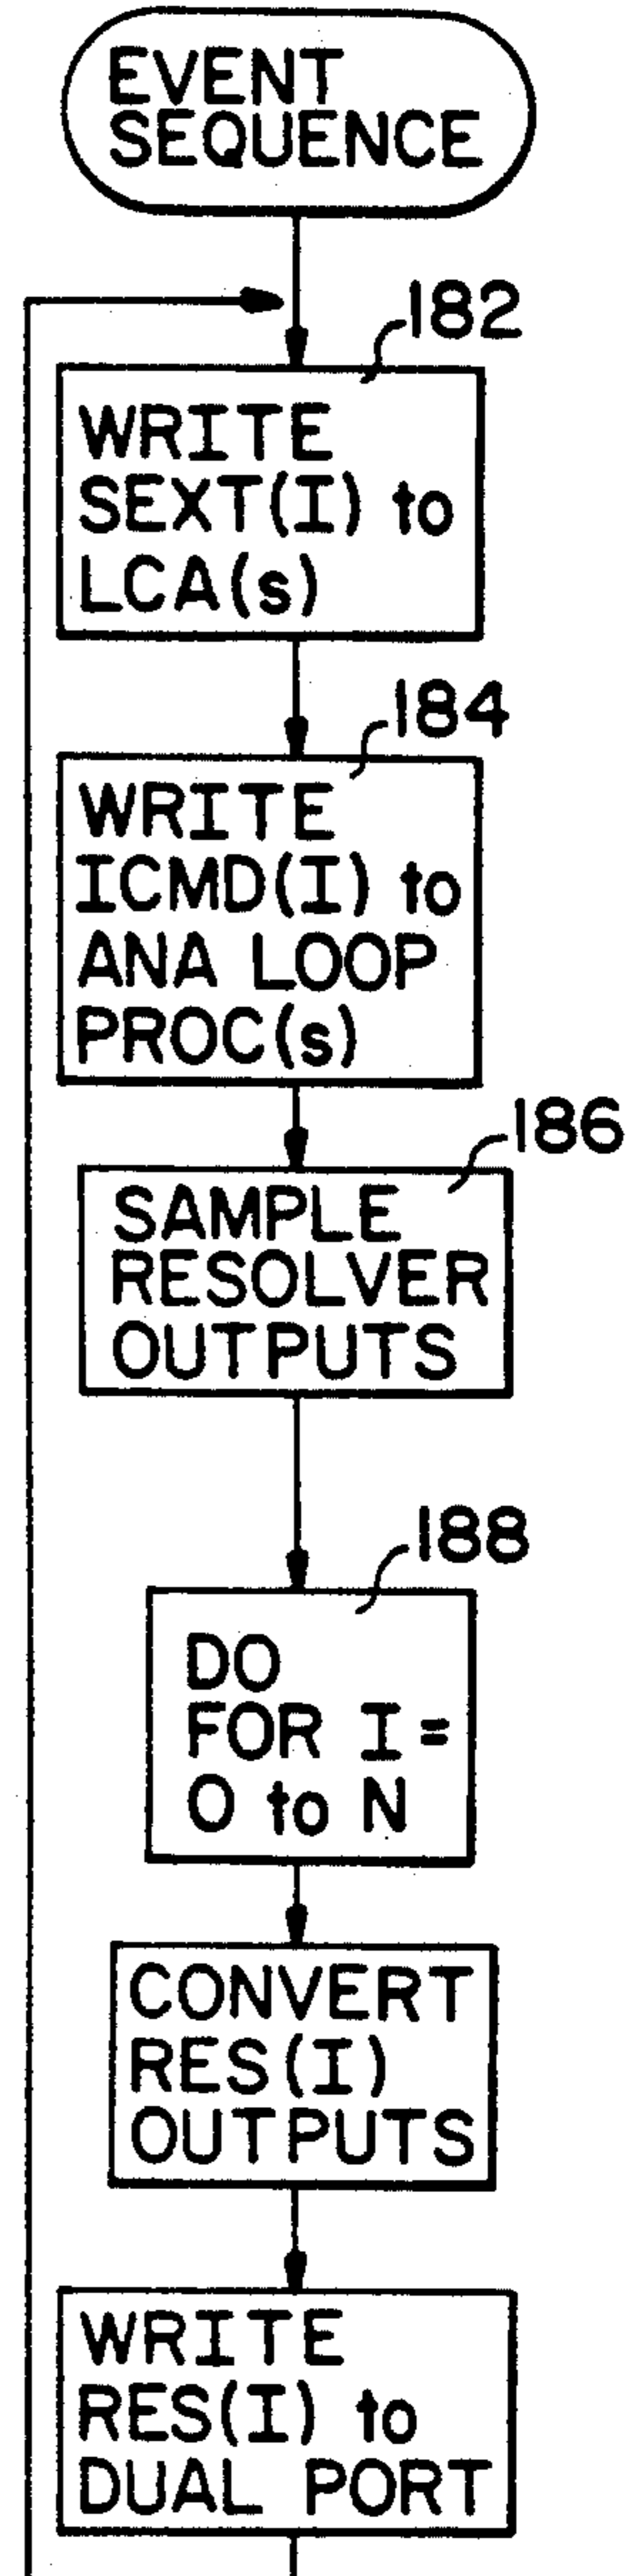 EVENT
SEQUENCE
182
WRITE
SEXT(I) to
LCA(s)
184
WRITE
ICMD(I) to
ANA LOOP
PROC(s)
186
SAMPLE
RESOLVER
OUTPUTS
188
DO
FOR I =
O to N
CONVERT
RES(I)
OUTPUTS
WRITE
RES(I) to
DUAL PORT